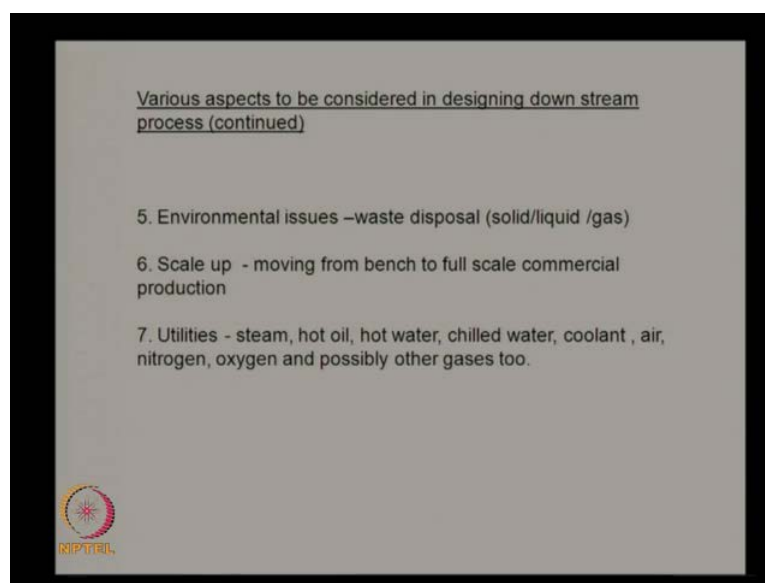 Various aspects to be considered in designing down stream
process (continued)
5. Environmental issues –waste disposal (solid/liquid /gas)
6. Scale up - moving from bench to full scale commercial
production
7. Utilities - steam, hot oil, hot water, chilled water, coolant , air,
nitrogen, oxygen and possibly other gases too.
NPTEL